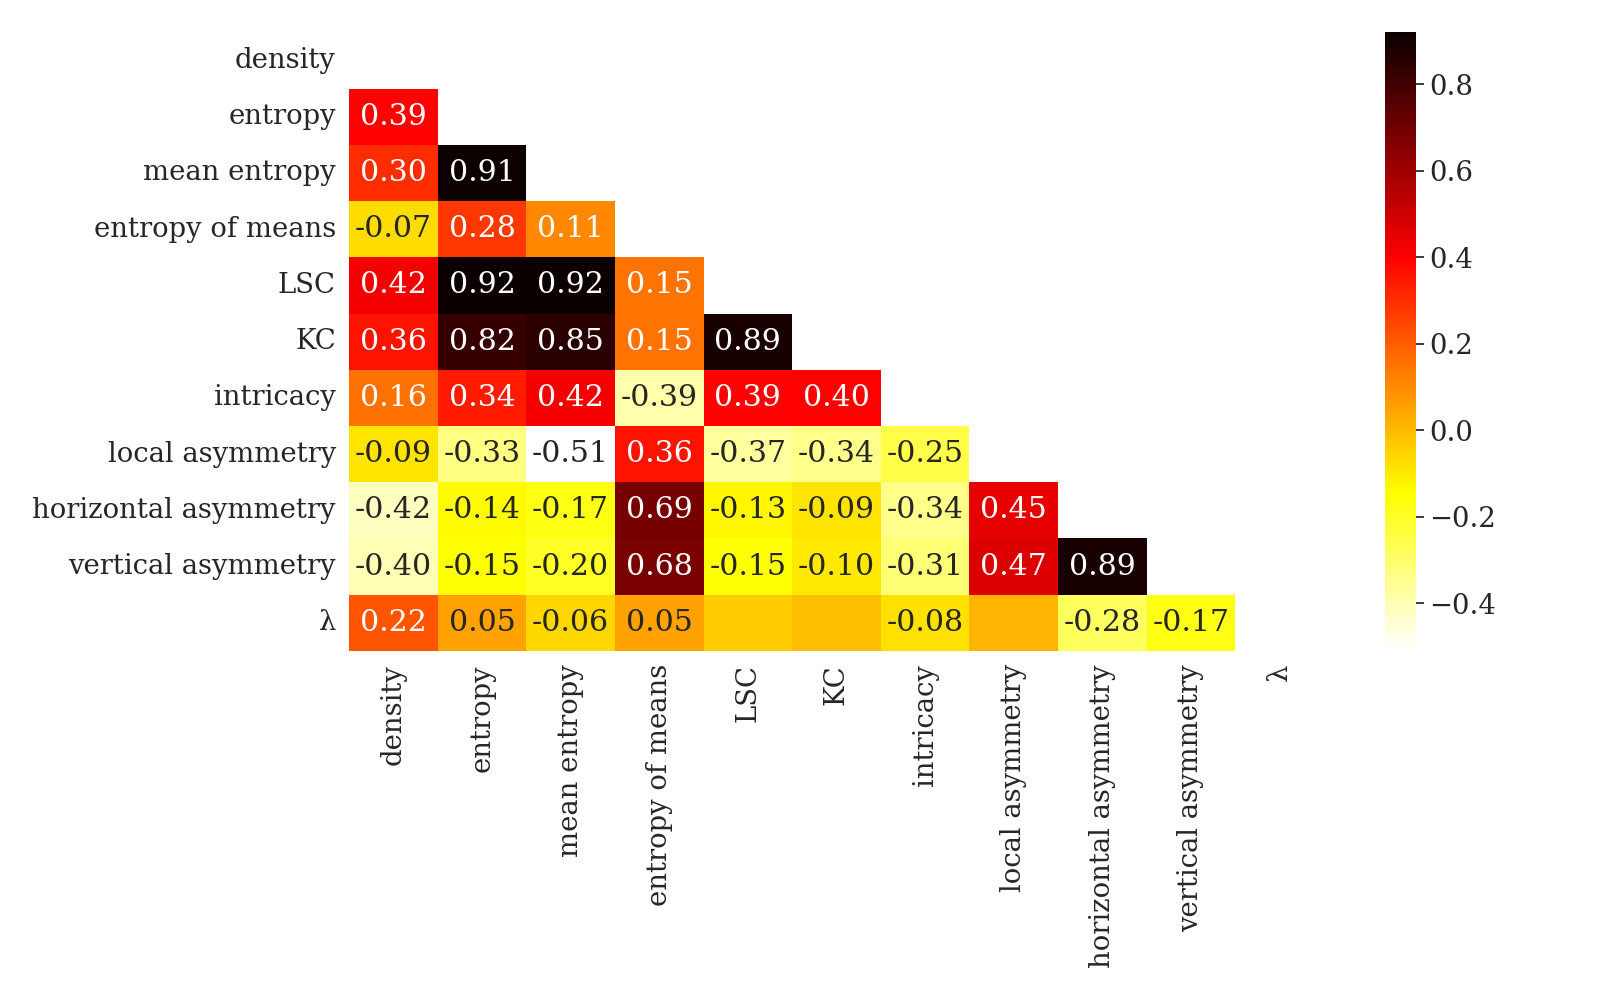 density
entropy 0.39
mean entropy 0.30 0.91
entropy of means -0.07 0.28 0.11
LSC 0.42 0.92 0.92 0.15
KC 0.36 0.82 0.85 0.15 0.89
intricacy 0.16 0.34 0.42 -0.39 0.39 0.40
local asymmetry -0.09 -0.33 -0.51 0.36 -0.37 -0.34 -0.25
horizontal asymmetry -0.42 -0.14 -0.17 0.69 -0.13 -0.09 -0.34 0.45
vertical asymmetry -0.40 -0.15 -0.20 0.68 -0.15 -0.10 -0.31 0.47 0.89
λ 0.22 0.05 -0.06 0.05 -0.08 -0.28 -0.17
density
entropy
mean entropy
entropy of means
LSC
KC
intricacy
local asymmetry
horizontal asymmetry
vertical asymmetry
λ
0.8
0.6
0.4
0.2
0.0
−0.2
−0.4